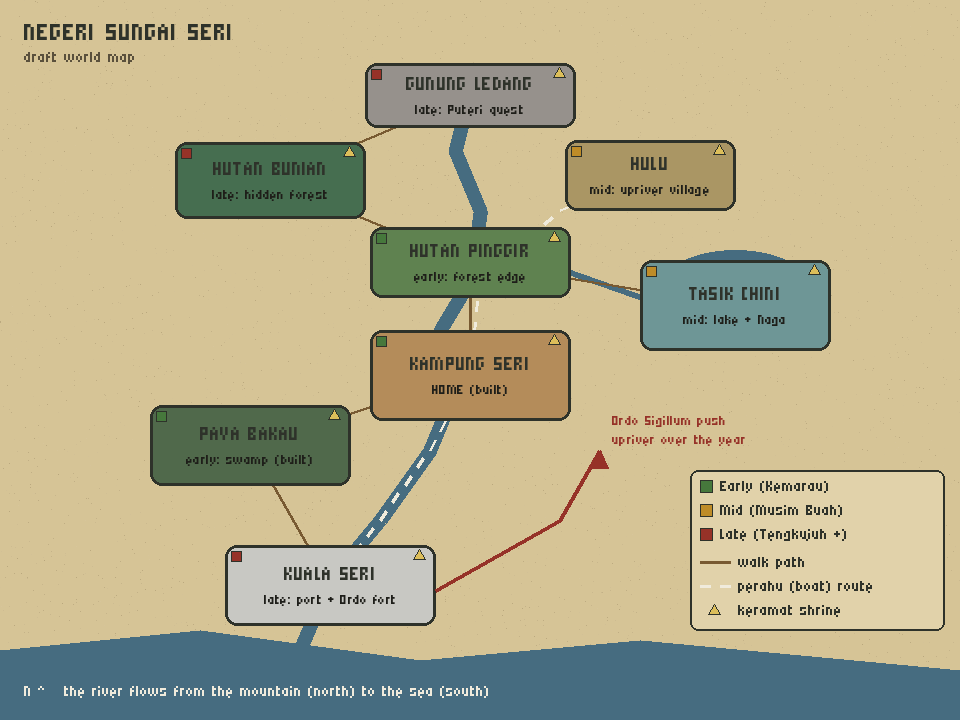 NEGERI SUNGAI SERI
draft world map
GUNUNG LEDANG
late: Puteri quest
HUTAN BUNIAN
late: hidden forest
HULU
mid: upriver village
HUTAN PINGGIR
early: forest edge
TASIK CHINI
mid: lake + Naga
KAMPUNG SERI
HOME (built)
PAYA BAKAU
early: swamp (built)
Ordo Sigillum push
upriver over the year
KUALA SERI
late: port + Ordo fort
Early (Kemarau)
Mid (Musim Buah)
Late (Tengkujuh +)
walk path
perahu (boat) route
keramat shrine
N ^ the river flows from the mountain (north) to the sea (south)